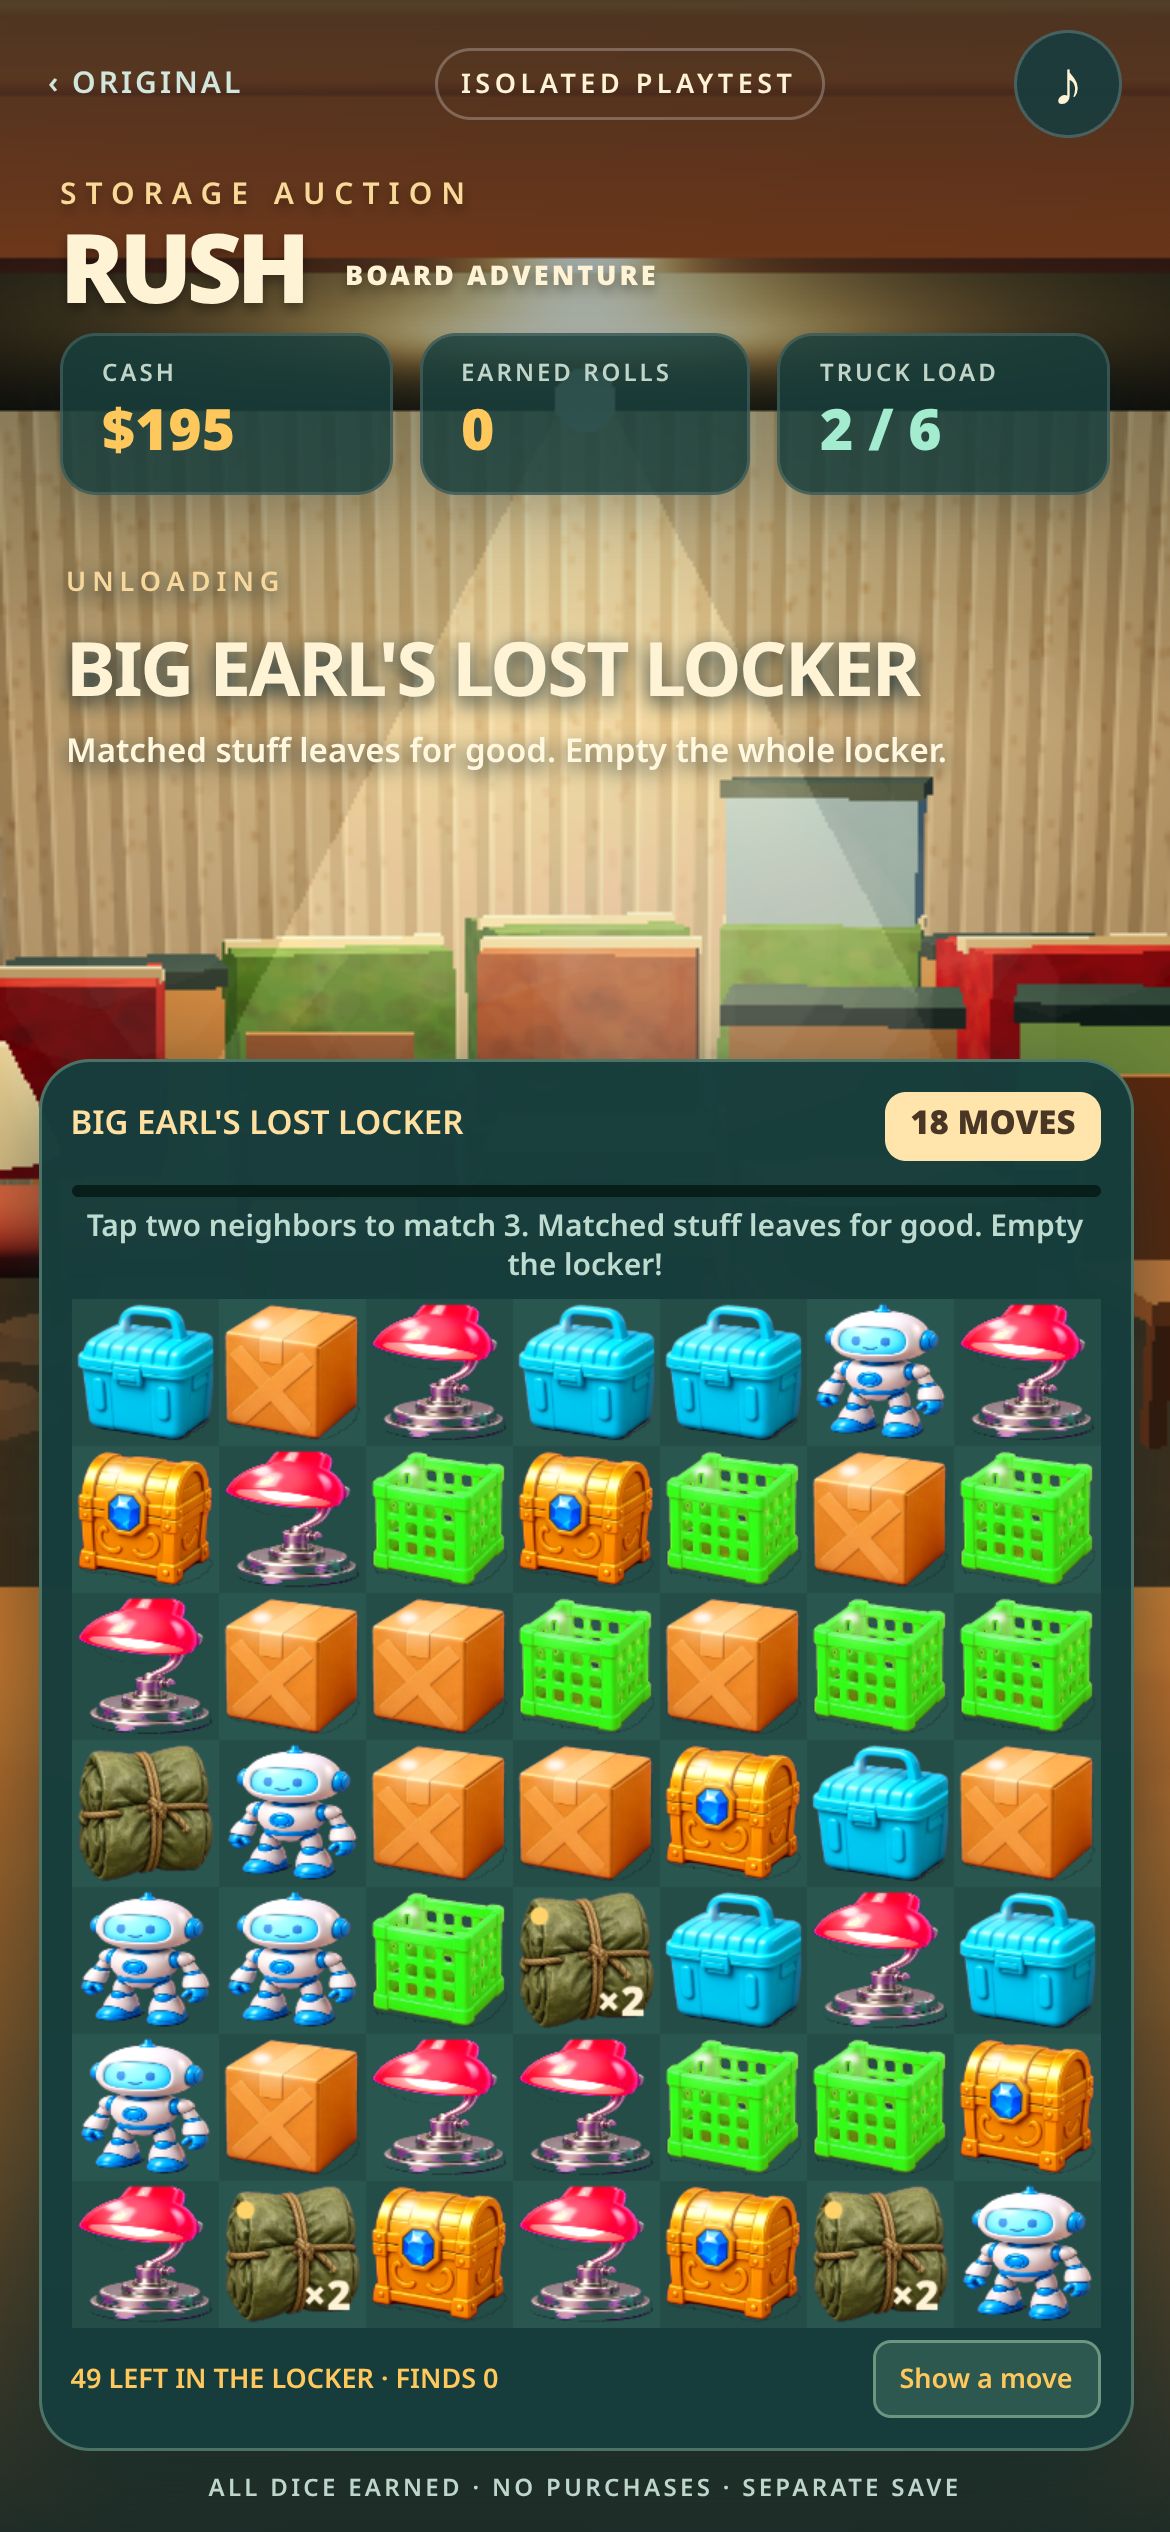 ‹ ORIGINAL
ISOLATED PLAYTEST
STORAGE AUCTION
RUSH BOARD ADVENTURE
CASH
$195
EARNED ROLLS
0
TRUCK LOAD
2 / 6
UNLOADING
BIG EARL'S LOST LOCKER
Matched stuff leaves for good. Empty the whole locker.
BIG EARL'S LOST LOCKER
18 MOVES
Tap two neighbors to match 3. Matched stuff leaves for good. Empty
the locker!
×2
×2
×2
49 LEFT IN THE LOCKER · FINDS 0
Show a move
ALL DICE EARNED · NO PURCHASES · SEPARATE SAVE